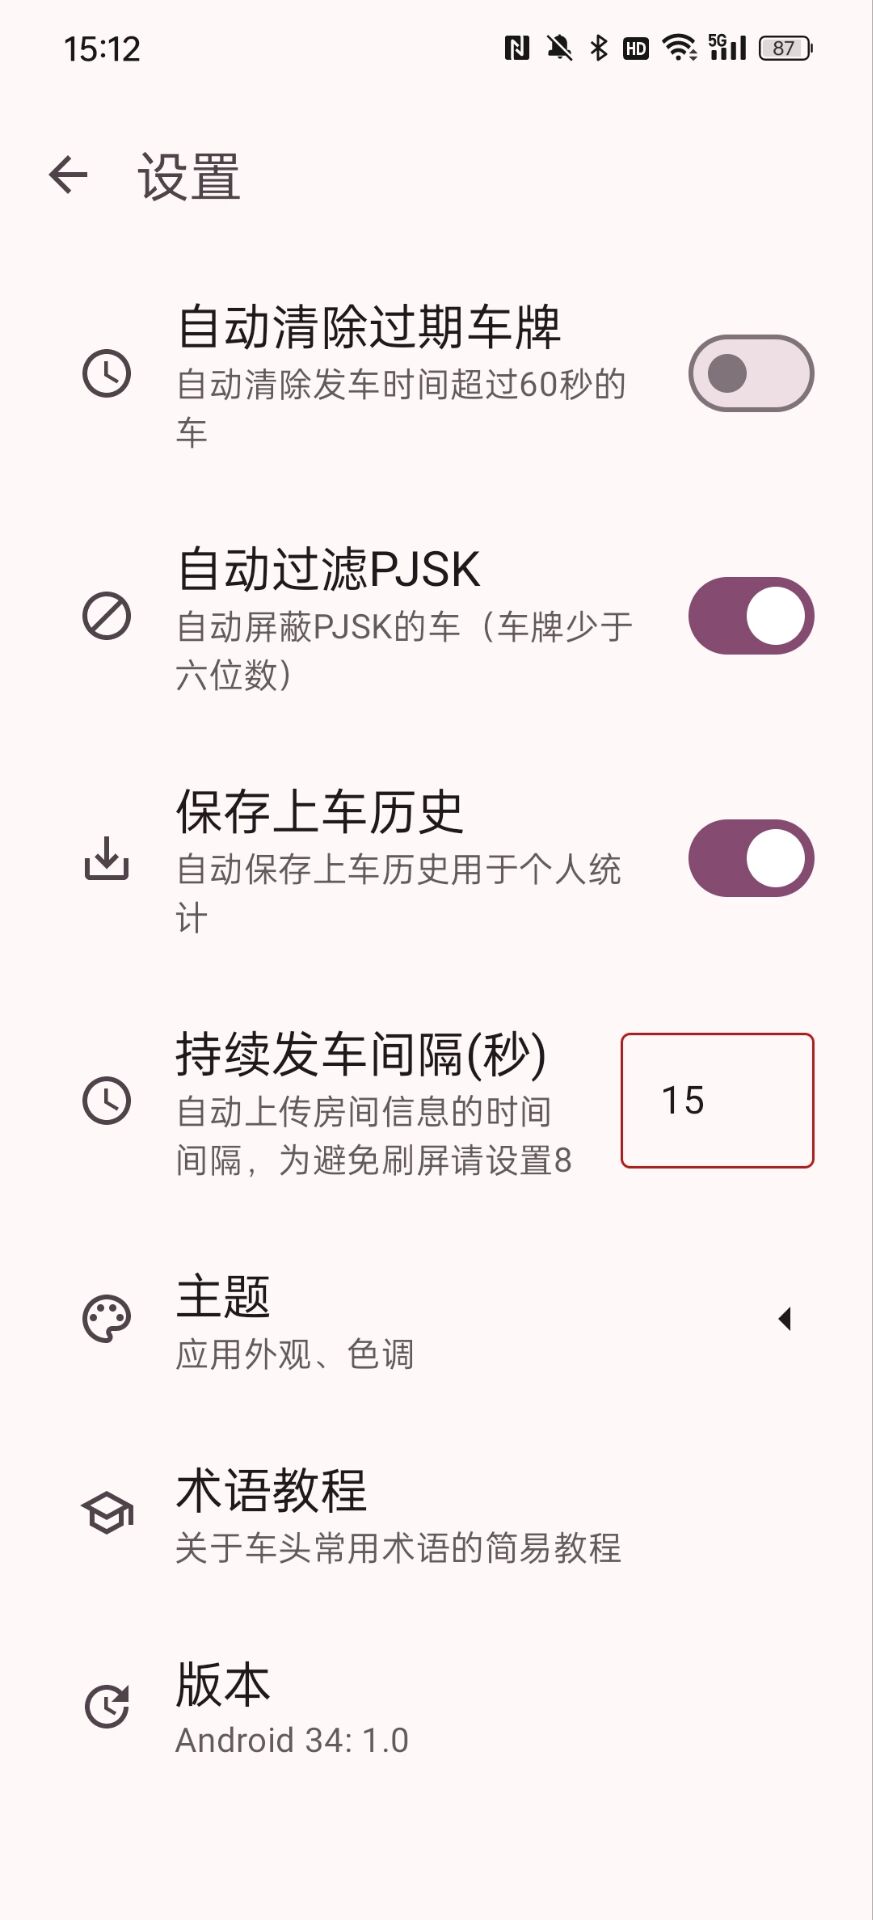 15:12
HD
5G
87
设置
自动清除过期车牌
自动清除发车时间超过60秒的
车
自动过滤PJSK
自动屏蔽PJSK的车（车牌少于
六位数）
保存上车历史
自动保存上车历史用于个人统
计
持续发车间隔(秒)
自动上传房间信息的时间
间隔，为避免刷屏请设置8
15
主题
应用外观、色调
术语教程
关于车头常用术语的简易教程
版本
Android 34: 1.0